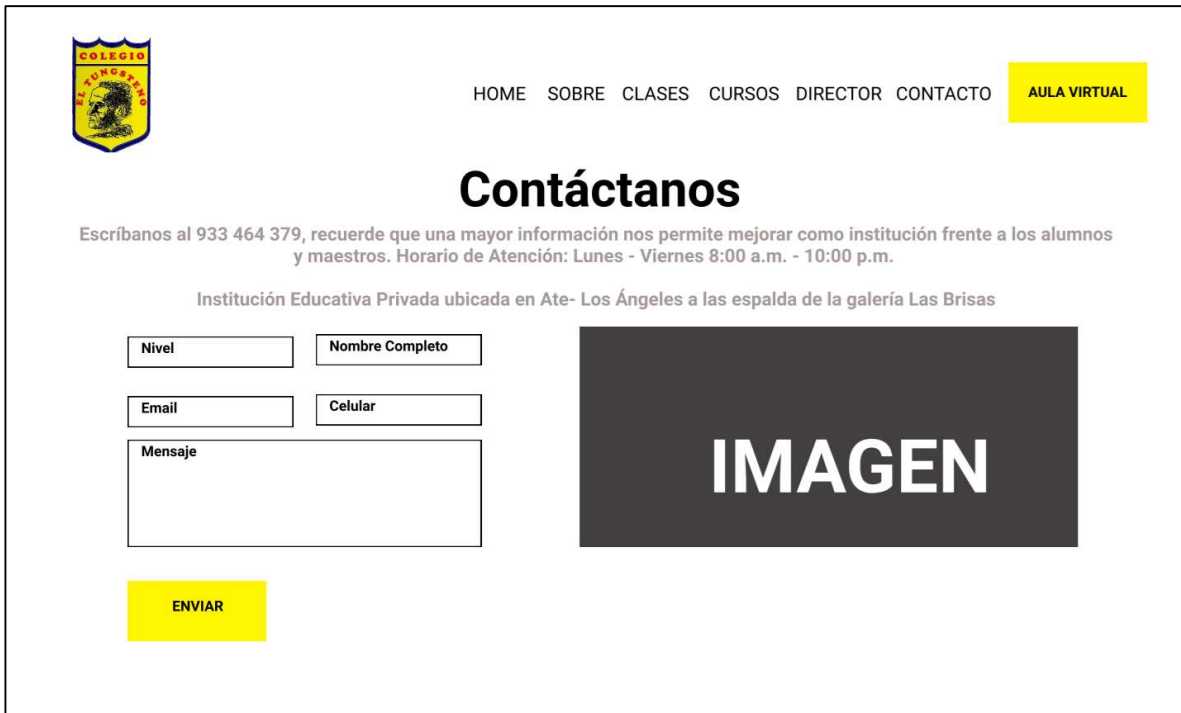 COLEGIO
EL TUNGSTENO
HOME SOBRE CLASES CURSOS DIRECTOR CONTACTO AULA VIRTUAL
Contáctanos
Escríbanos al 933 464 379, recuerde que una mayor información nos permite mejorar como institución frente a los alumnos
y maestros. Horario de Atención: Lunes - Viernes 8:00 a.m. - 10:00 p.m.
Institución Educativa Privada ubicada en Ate- Los Ángeles a las espalda de la galería Las Brisas
Nivel Nombre Completo
Email Celular
Mensaje
IMAGEN
ENVIAR